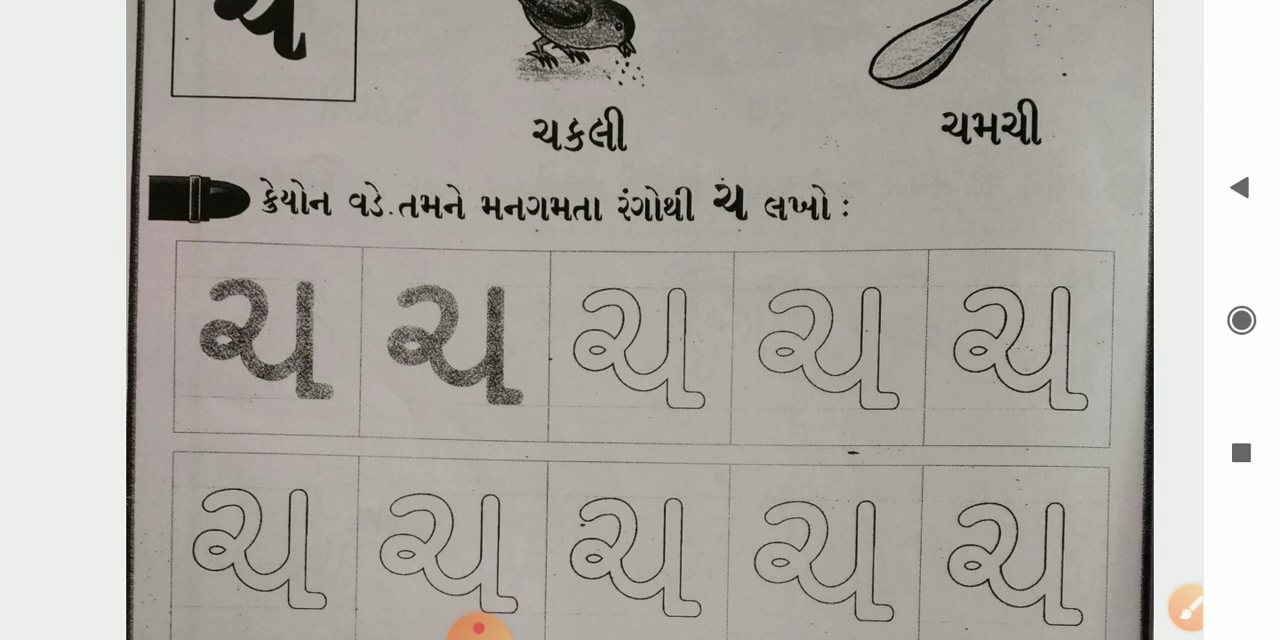 ચ
ચકલી ચમચી
ક્રેયોન વડે તમને મનગમતા રંગોથી ચ લખો :
ચ ચ ચ ચ ચ
ચ ચ ચ ચ ચ